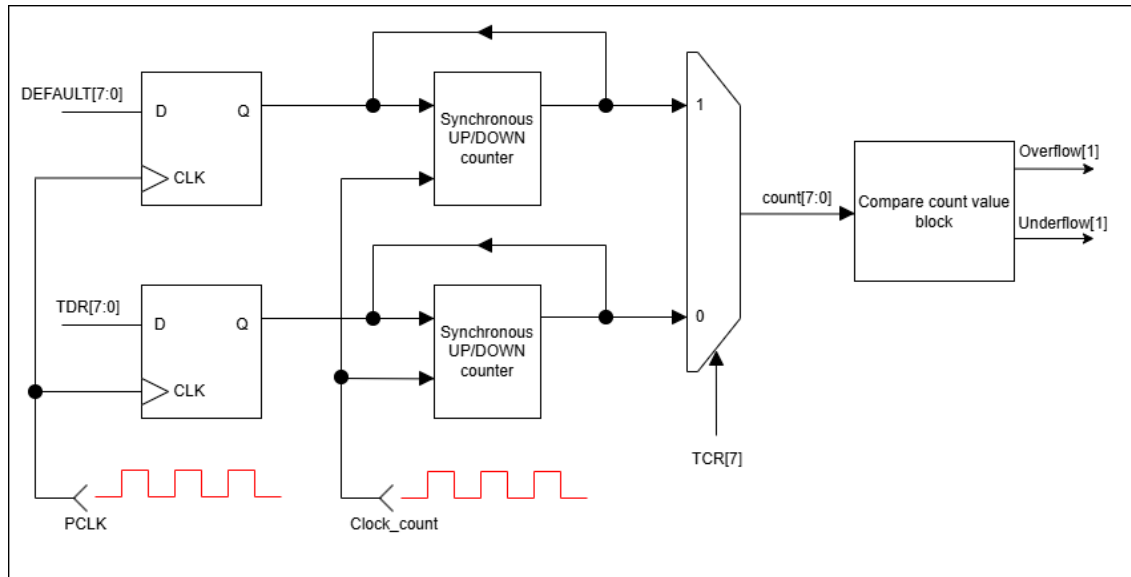 DEFAULT[7:0]
D
Q
CLK
Synchronous
UP/DOWN
counter
1
count[7:0]
Compare count value
block
Overflow[1]
Underflow[1]
TDR[7:0]
D
Q
CLK
Synchronous
UP/DOWN
counter
0
TCR[7]
PCLK
Clock_count